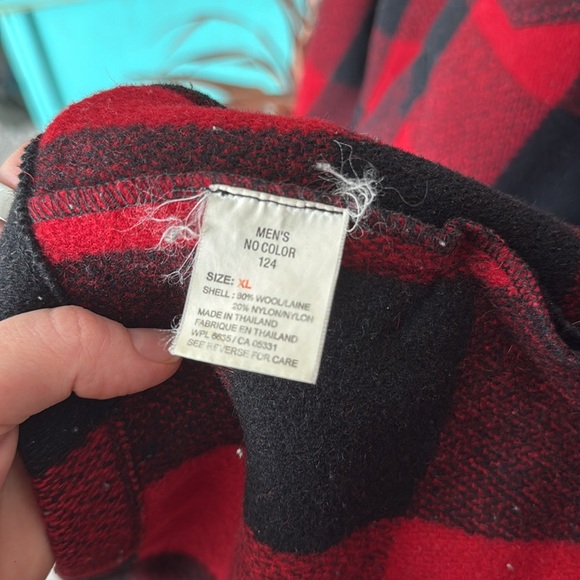 MEN'S
NO COLOR
124
SIZE: XL
SHELL : 80% WOOL/LAINE
20% NYLON/NYLON
MADE IN THAILAND
FABRIQUE EN THAILAND
WPL 6635 / CA 05331
SEE REVERSE FOR CARE